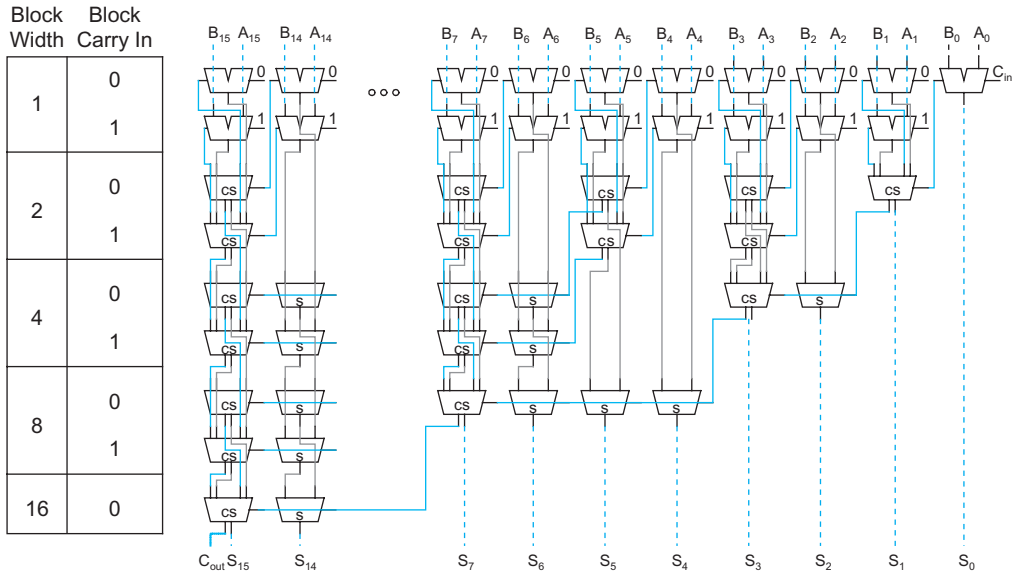 Block Width Block Carry In
B15 A15 B14 A14 B7 A7 B6 A6 B5 A5 B4 A4 B3 A3 B2 A2 B1 A1 B0 A0
1 0 0 0 ooo 0 0 0 0 0 0 0 Cin
1 1 1 1 1 1 1 1 1 1
2 0 CS CS CS CS CS
1 CS CS CS CS
4 0 CS S CS S CS S
1 CS S CS S
8 0 CS S CS S S S
1 CS S
16 0 CS S
Cout S15 S14 S7 S6 S5 S4 S3 S2 S1 S0